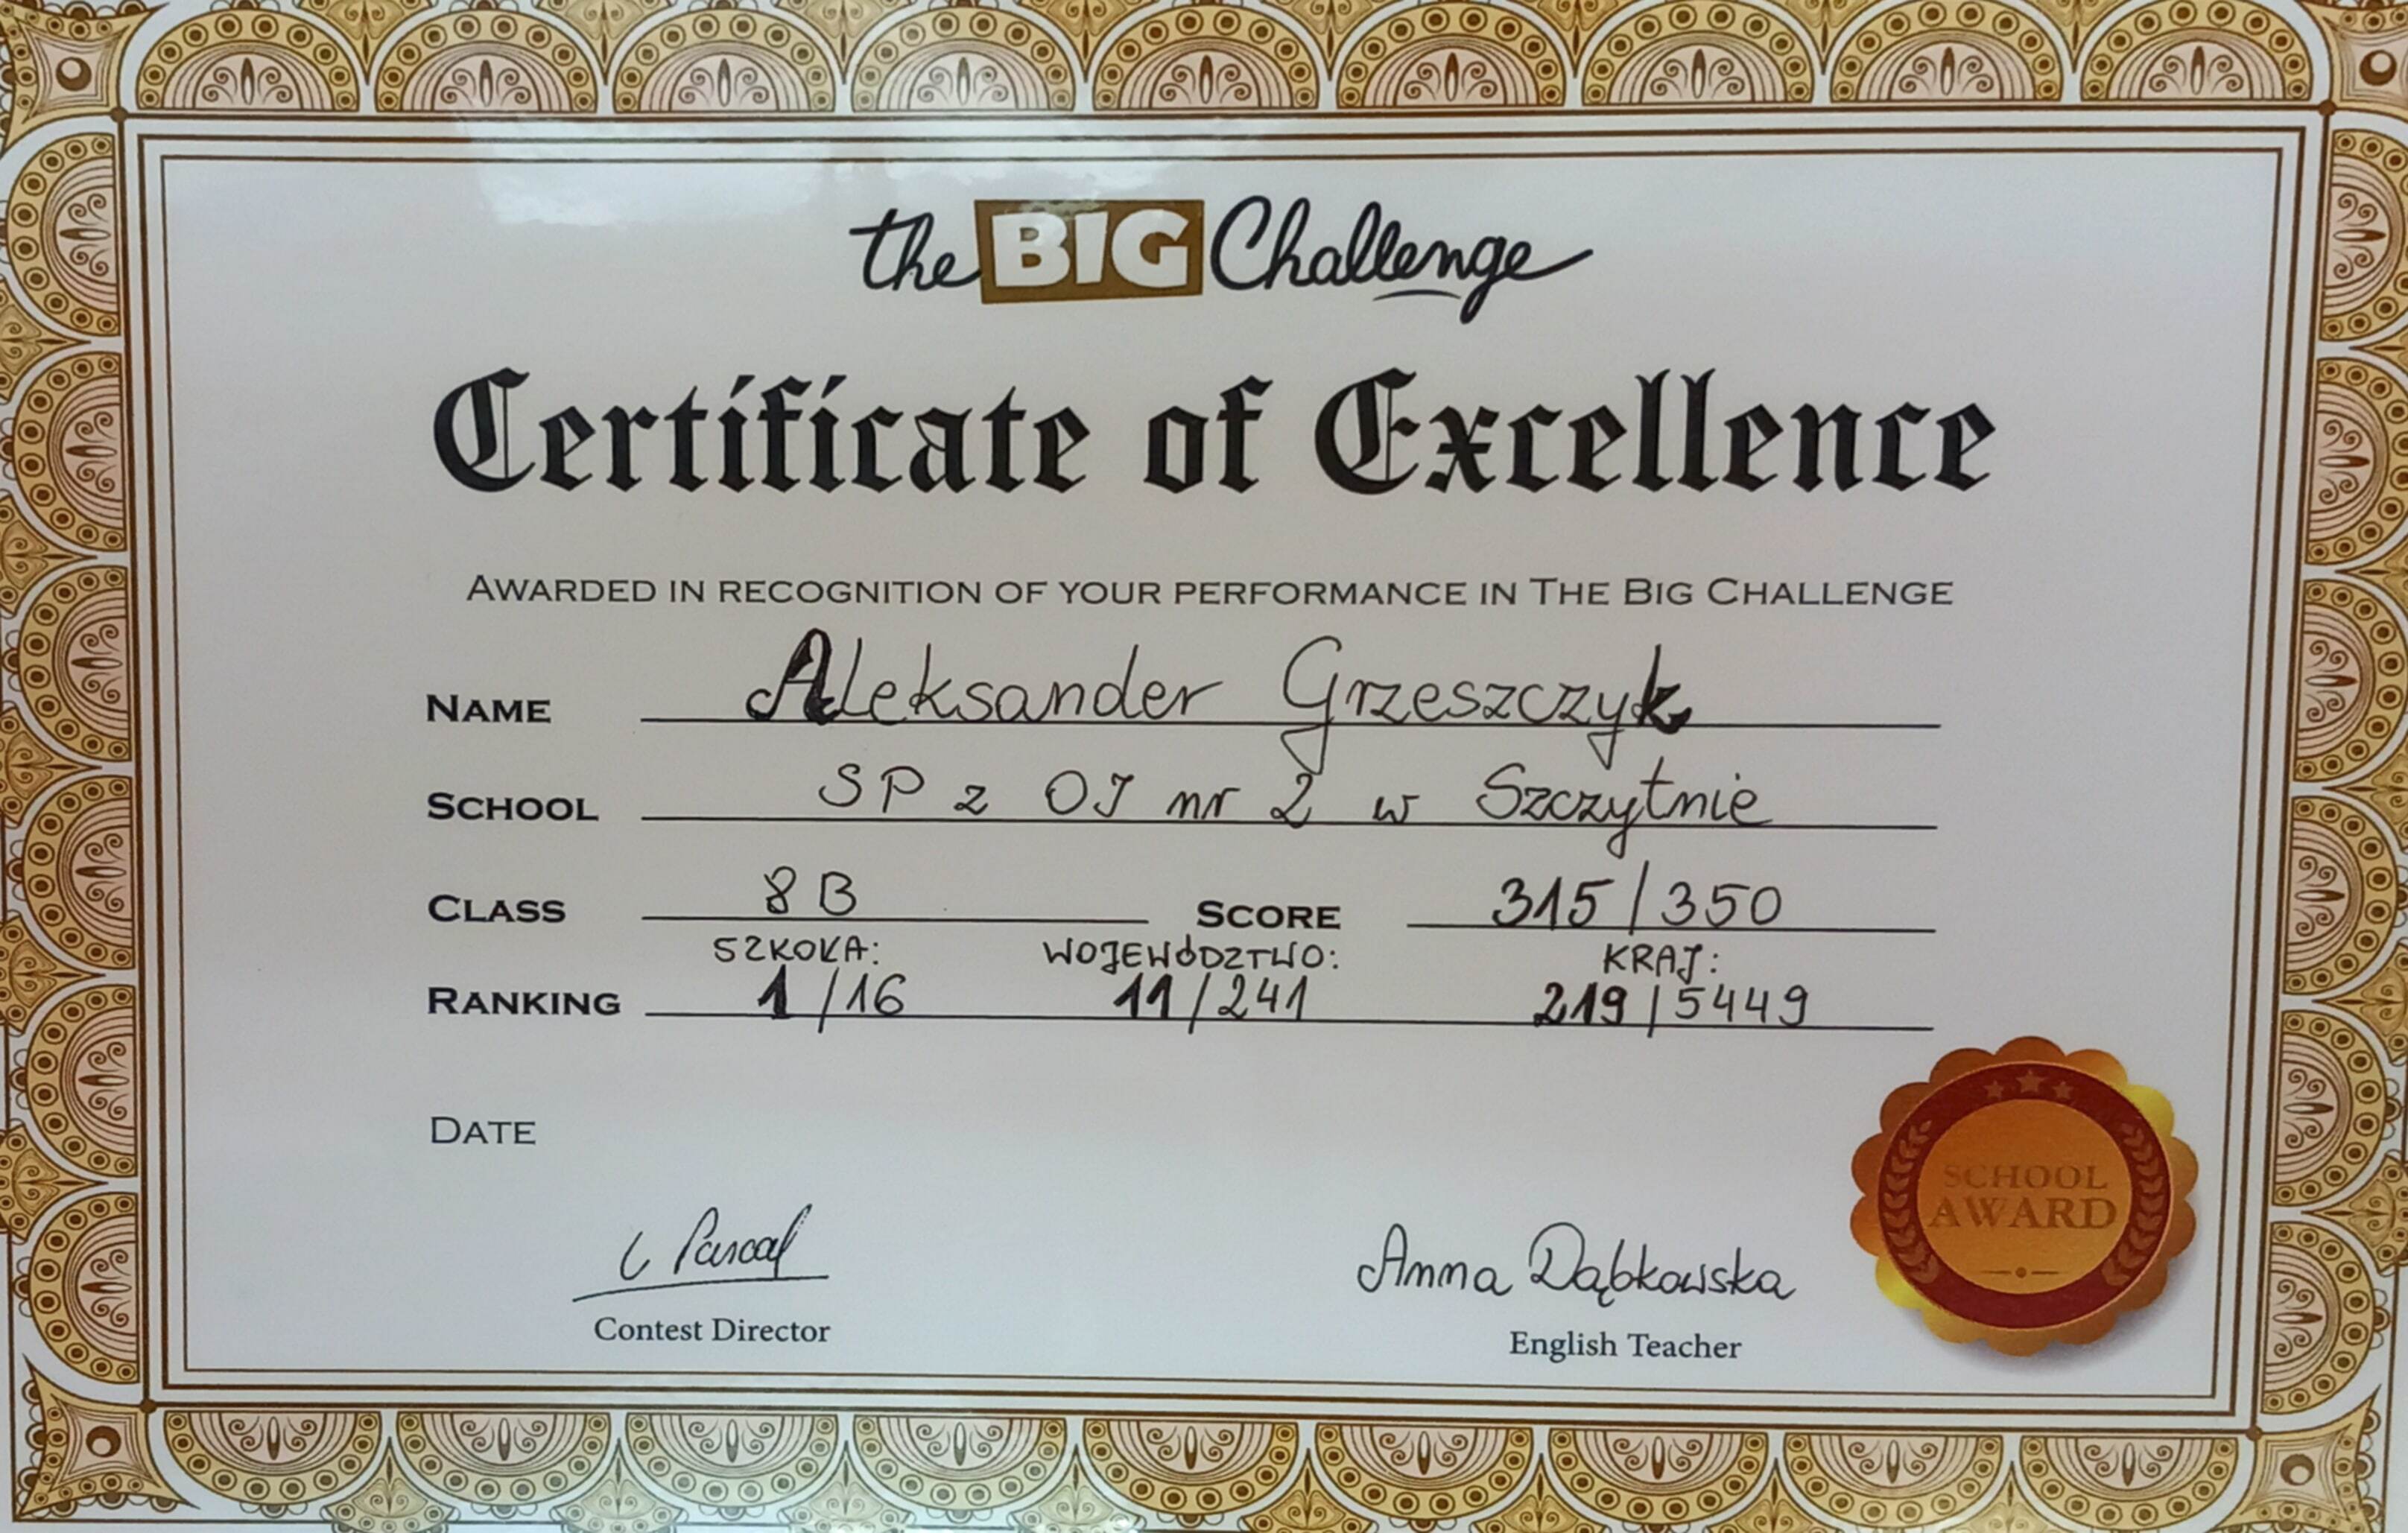 the BIG Challenge
Certificate of Excellence
AWARDED IN RECOGNITION OF YOUR PERFORMANCE IN THE BIG CHALLENGE
NAME Aleksander Grzeszczyk
SCHOOL SP z OI nr 2 w Szczytnie
CLASS 8B SCORE 315/350
SZKOŁA: WOJEWÓDZTWO: KRAJ:
RANKING 1/16 11/241 219/5449
DATE
SCHOOL
AWARD
C Pascal Anna Dąbkowska
Contest Director English Teacher